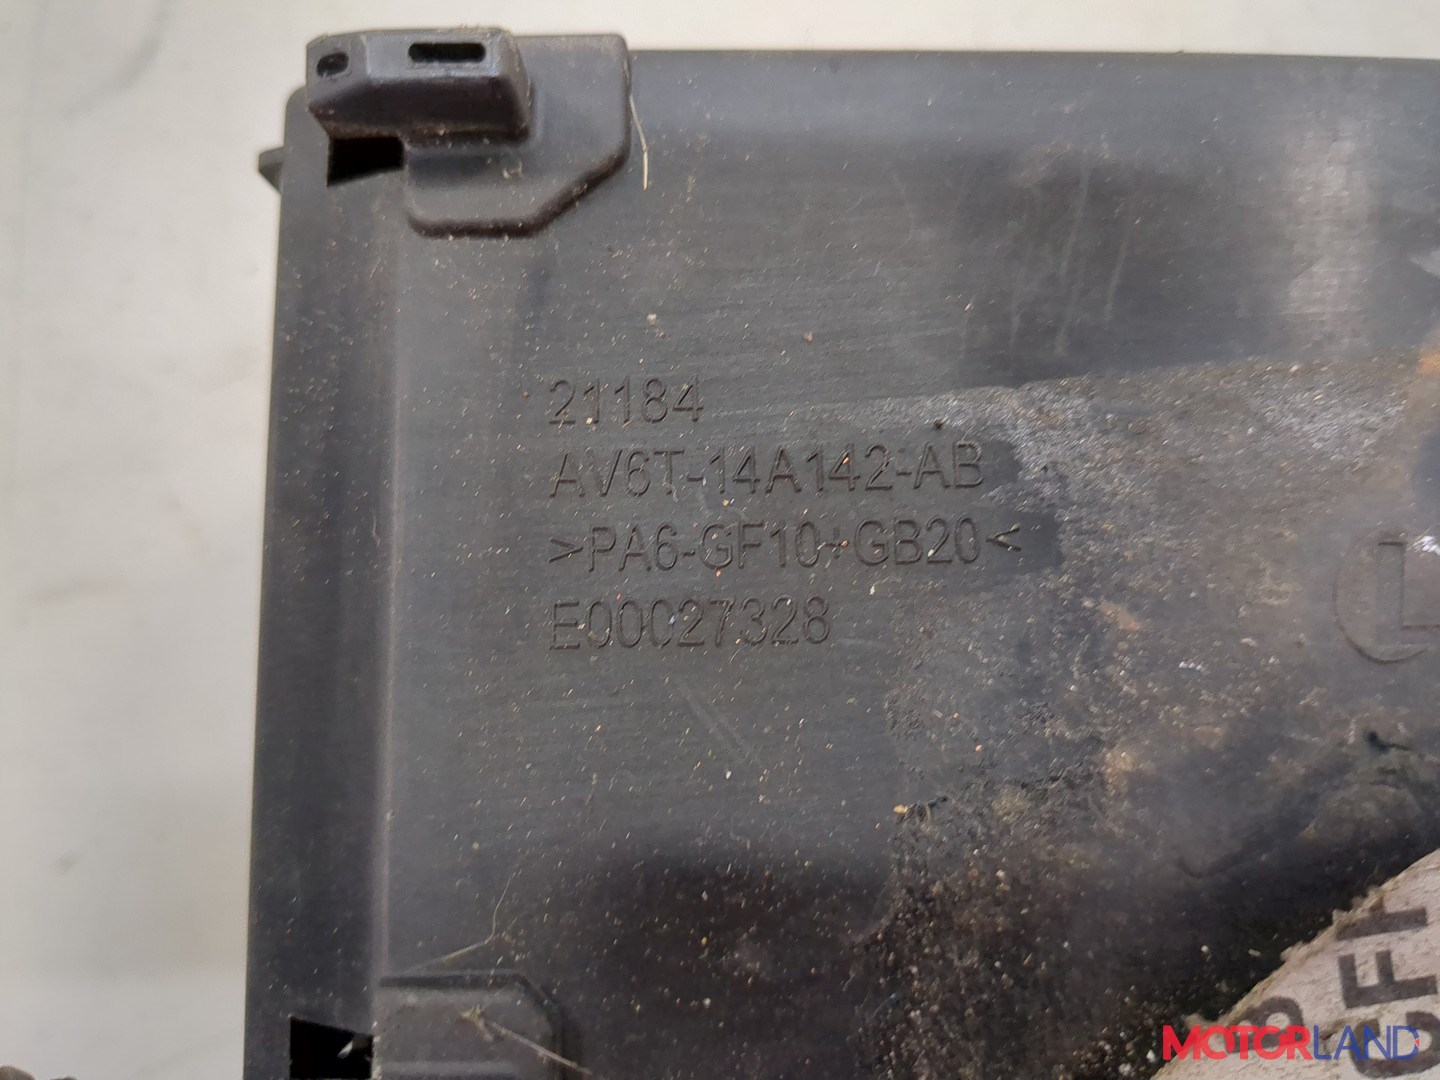 21184
AV6T-14A142-AB
>PA6-GF10+GB20<
E00027328
L
MOTORLAND